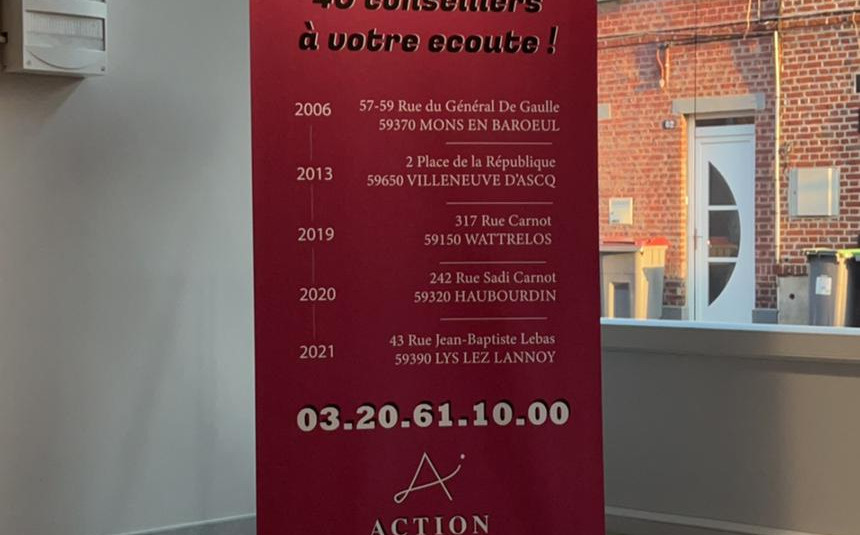 40 conseillers
à votre ecoute !
2006
57-59 Rue du Général De Gaulle
59370 MONS EN BAROEUL
2013
2 Place de la République
59650 VILLENEUVE D'ASCQ
2019
317 Rue Carnot
59150 WATTRELOS
2020
242 Rue Sadi Carnot
59320 HAUBOURDIN
2021
43 Rue Jean-Baptiste Lebas
59390 LYS LEZ LANNOY
03.20.61.10.00
ACTION